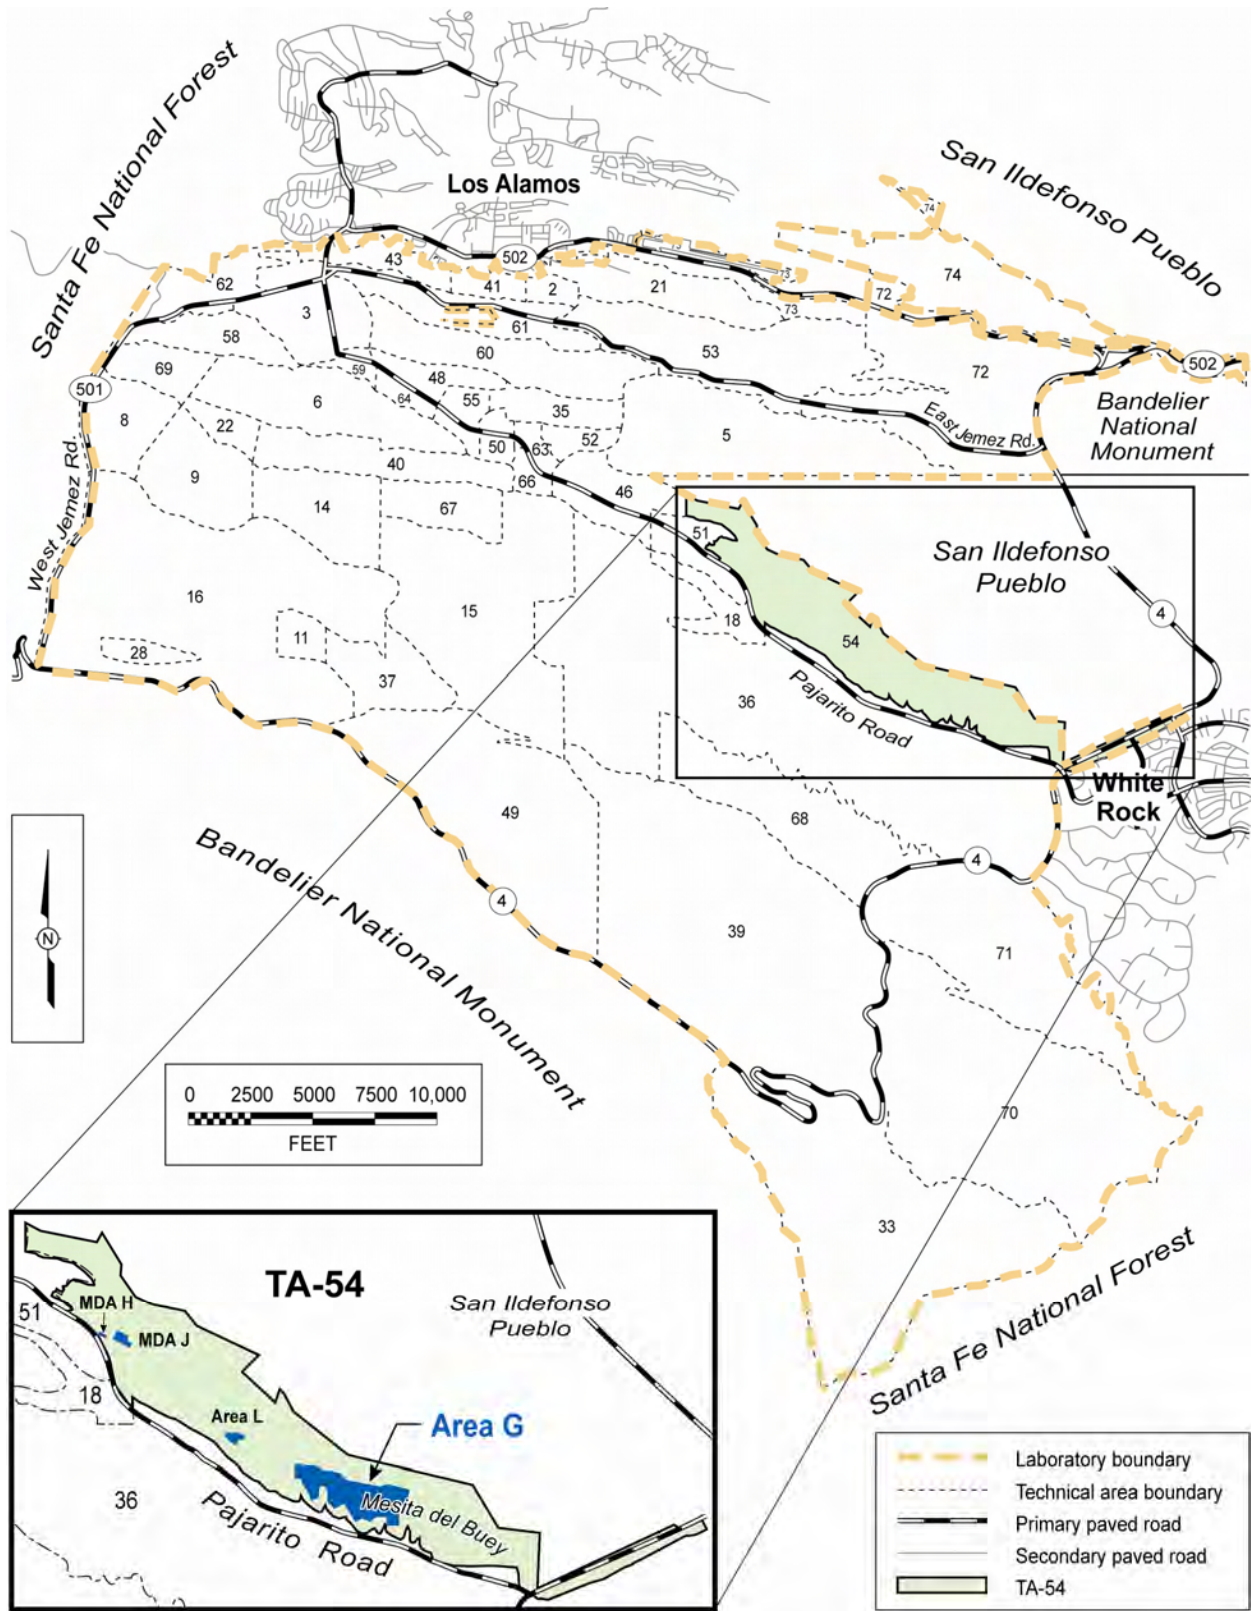 Santa Fe National Forest
San Ildefonso Pueblo
Los Alamos
74
43
502
62
41
2
21
73
72
74
3
73
61
58
60
53
72
502
69
59
48
501
64
55
6
35
8
22
5
East Jemez Rd.
Bandelier
National
Monument
50
63
52
40
9
66
46
14
67
West Jemez Rd.
51
San Ildefonso
Pueblo
16
15
4
11
18
54
28
37
36
Pajarito Road
White
Rock
49
68
Bandelier National Monument
4
4
39
71
N
0 2500 5000 7500 10,000
FEET
70
33
Santa Fe National Forest
TA-54
MDA H
51
MDA J
San Ildefonso
Pueblo
18
Area L
Area G
36
Mesita del Buey
Pajarito Road
Laboratory boundary
Technical area boundary
Primary paved road
Secondary paved road
TA-54